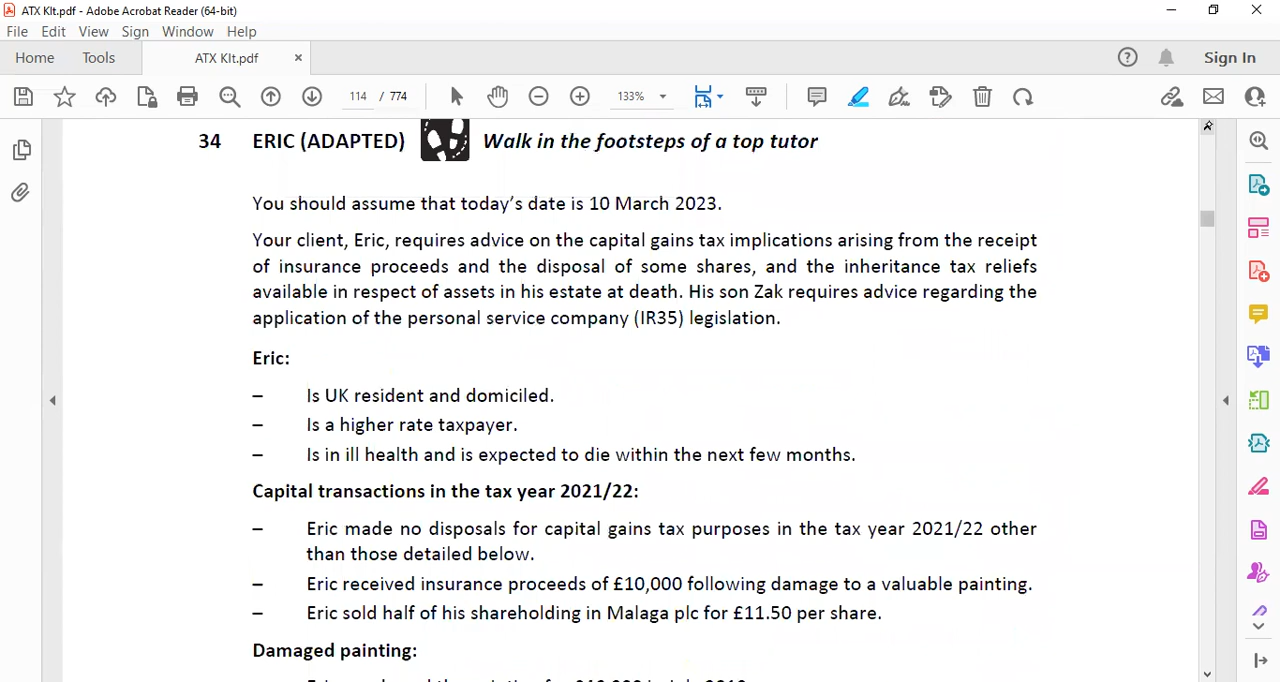 ATX KIt.pdf - Adobe Acrobat Reader (64-bit)
File Edit View Sign Window Help
Home Tools ATX KIt.pdf × Sign In
114 / 774 133%
34 ERIC (ADAPTED) Walk in the footsteps of a top tutor
You should assume that today's date is 10 March 2023.
Your client, Eric, requires advice on the capital gains tax implications arising from the receipt
of insurance proceeds and the disposal of some shares, and the inheritance tax reliefs
available in respect of assets in his estate at death. His son Zak requires advice regarding the
application of the personal service company (IR35) legislation.
Eric:
– Is UK resident and domiciled.
– Is a higher rate taxpayer.
– Is in ill health and is expected to die within the next few months.
Capital transactions in the tax year 2021/22:
– Eric made no disposals for capital gains tax purposes in the tax year 2021/22 other
than those detailed below.
– Eric received insurance proceeds of £10,000 following damage to a valuable painting.
– Eric sold half of his shareholding in Malaga plc for £11.50 per share.
Damaged painting: